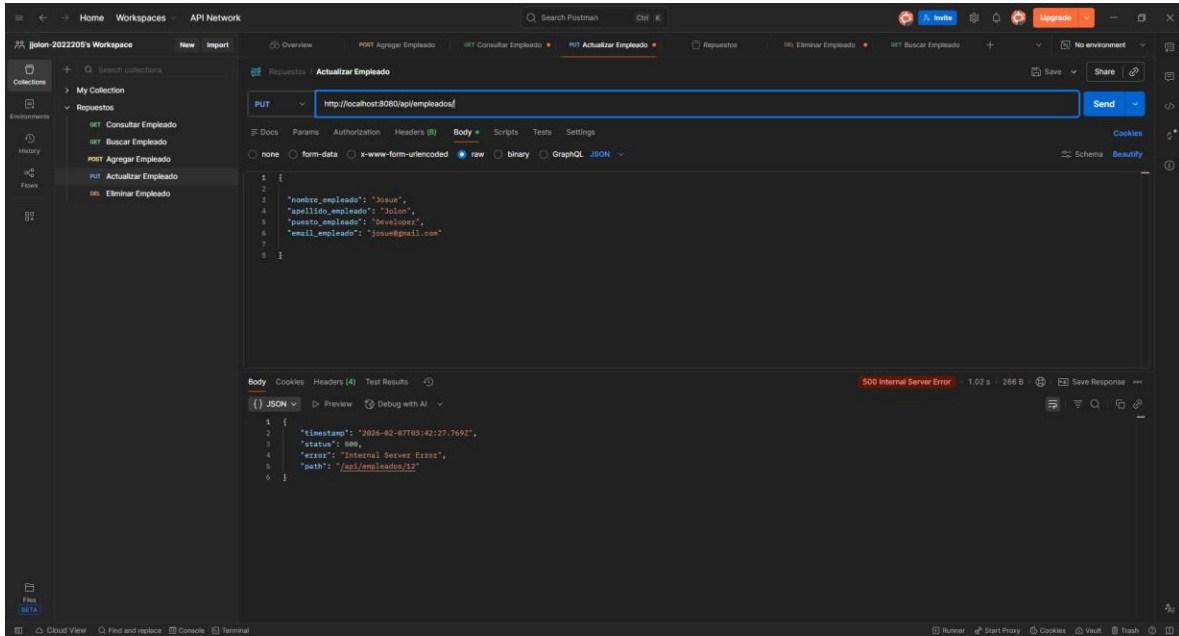 Home Workspaces API Network Search Postman Ctrl K Invite Upgrade
jjolon-2022205's Workspace New Import Overview POST Agregar Empleado GET Consultar Empleado PUT Actualizar Empleado Repuestos DEL Eliminar Empleado GET Buscar Empleado No environment
Collections
Environments
History
Flows
Files
BETA
Search collections
My Collection
Repuestos
GET Consultar Empleado
GET Buscar Empleado
POST Agregar Empleado
PUT Actualizar Empleado
DEL Eliminar Empleado
Repuestos / Actualizar Empleado Save Share
PUT http://localhost:8080/api/empleados/ Send
Docs Params Authorization Headers (8) Body Scripts Tests Settings Cookies
none form-data x-www-form-urlencoded raw binary GraphQL JSON Schema Beautify
1 {
2
3 "nombre_empleado": "Josue",
4 "apellido_empleado": "Jolon",
5 "puesto_empleado": "Developer",
6 "email_empleado": "josue@gmail.com"
7
8 }
Body Cookies Headers (4) Test Results 500 Internal Server Error 1.02 s 266 B Save Response
{} JSON Preview Debug with AI
1 {
2 "timestamp": "2026-02-07T03:42:27.769Z",
3 "status": 500,
4 "error": "Internal Server Error",
5 "path": "/api/empleados/12"
6 }
Cloud View Find and replace Console Terminal Runner Start Proxy Cookies Vault Trash